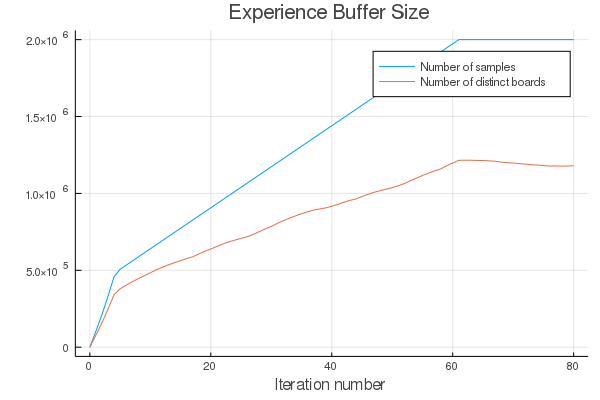 Experience Buffer Size
2.0×10⁶
Number of samples
Number of distinct boards
1.5×10⁶
1.0×10⁶
5.0×10⁵
0
0 20 40 60 80
Iteration number